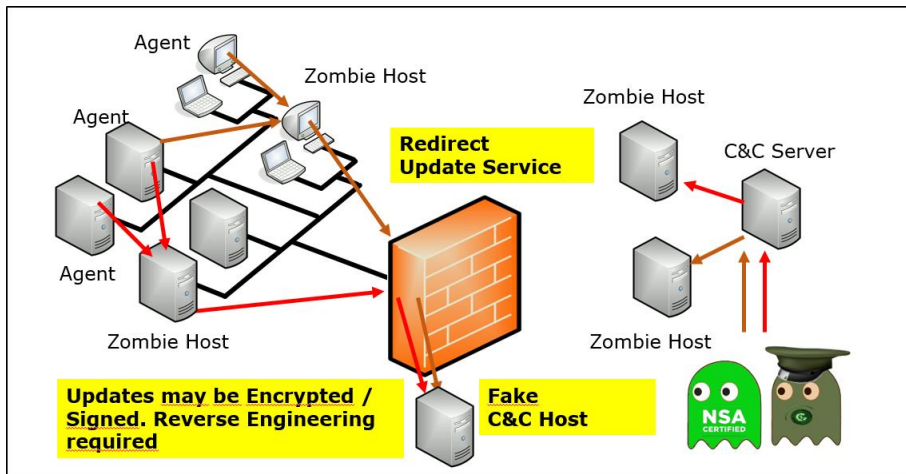 Agent
Zombie Host
Agent
Agent
Zombie Host
Redirect
Update Service
Zombie Host
C&C Server
Zombie Host
Updates may be Encrypted /
Signed. Reverse Engineering
required
Fake
C&C Host
NSA
CERTIFIED